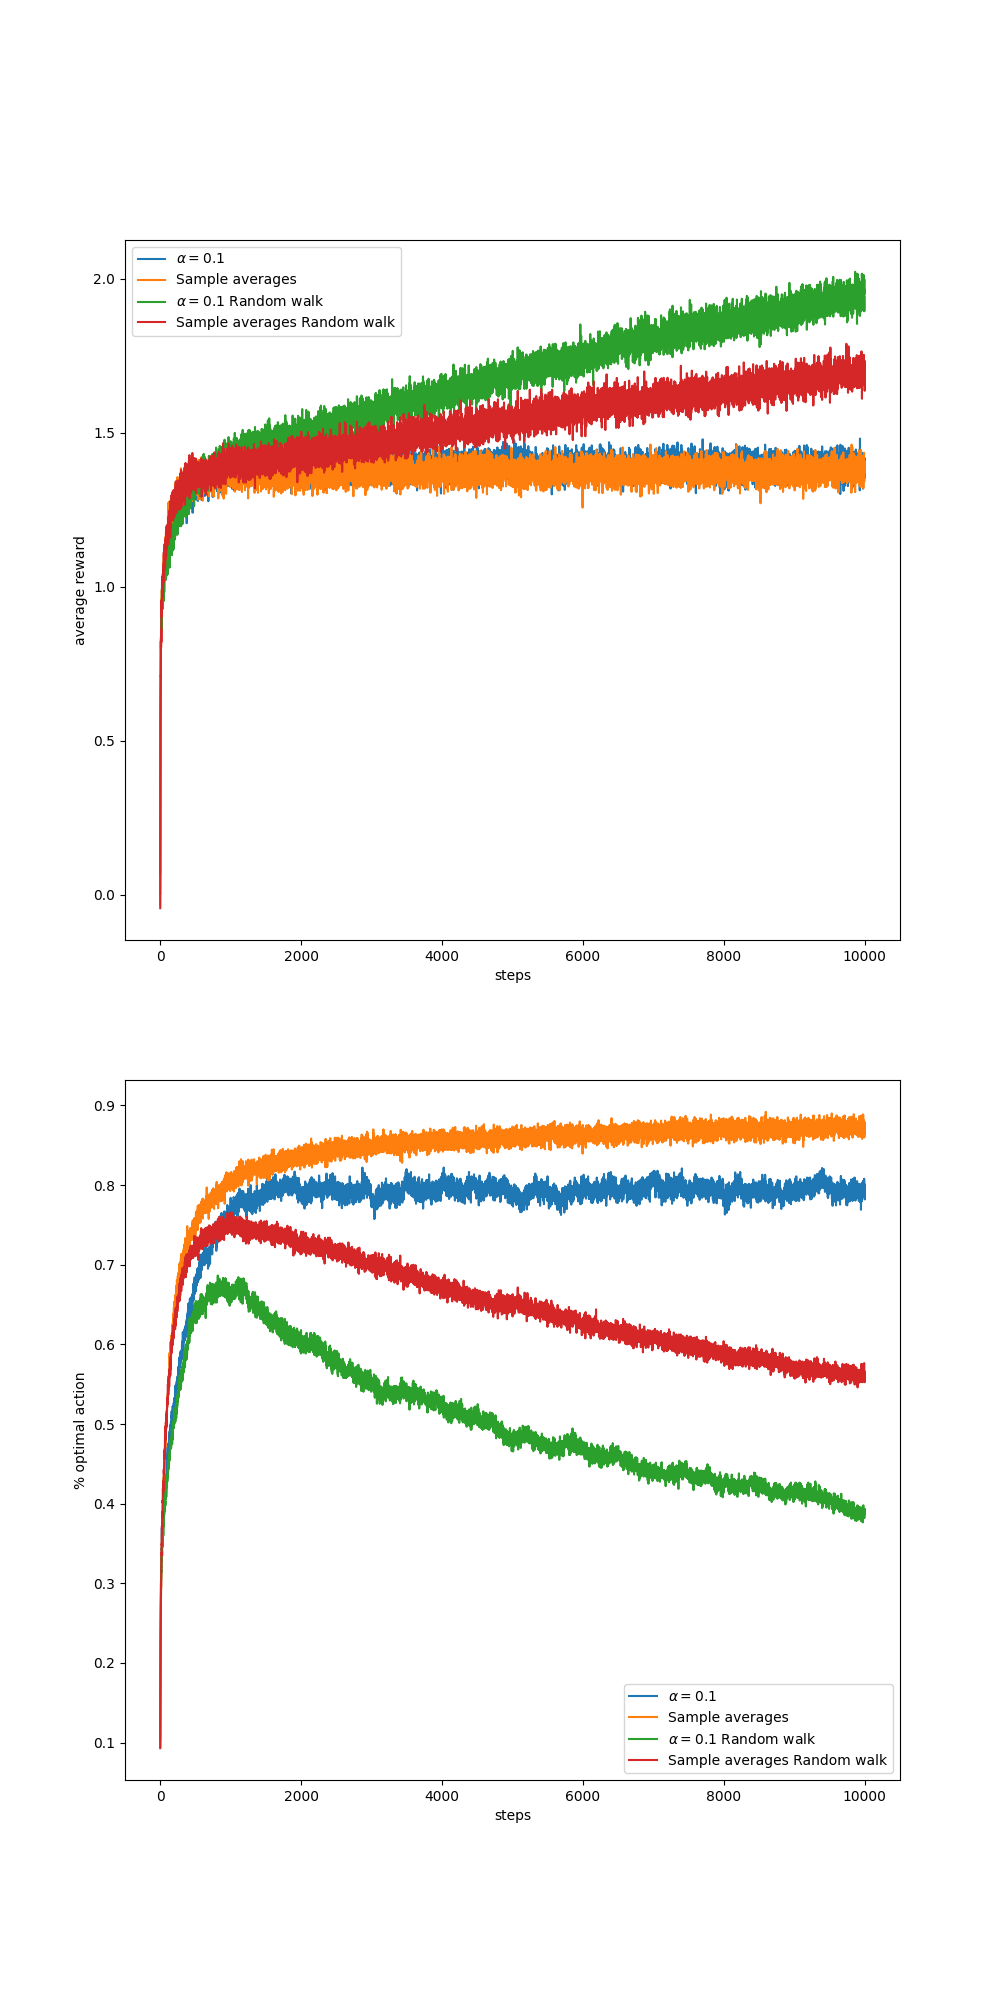 α = 0.1
Sample averages
α = 0.1 Random walk
Sample averages Random walk
2.0
1.5
1.0
0.5
0.0
average reward
0 2000 4000 6000 8000 10000
steps
0.9
0.8
0.7
0.6
0.5
0.4
0.3
0.2
0.1
% optimal action
α = 0.1
Sample averages
α = 0.1 Random walk
Sample averages Random walk
0 2000 4000 6000 8000 10000
steps